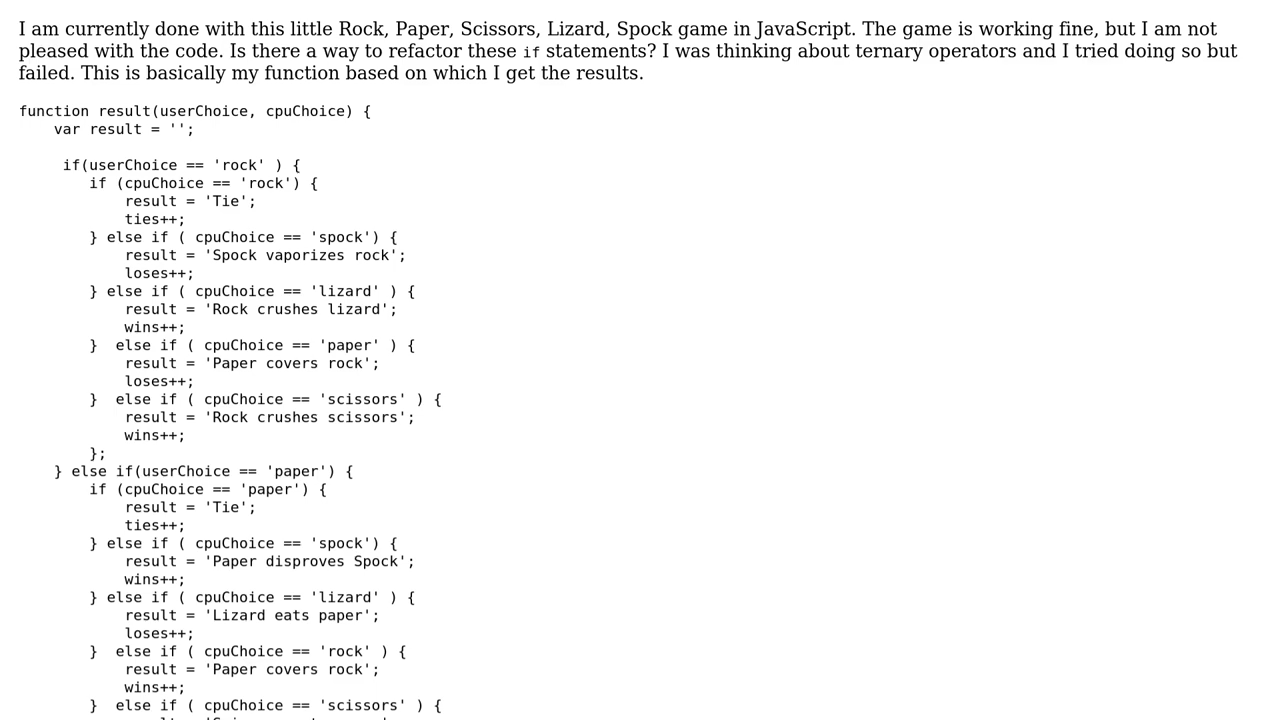 I am currently done with this little Rock, Paper, Scissors, Lizard, Spock game in JavaScript. The game is working fine, but I am not
pleased with the code. Is there a way to refactor these if statements? I was thinking about ternary operators and I tried doing so but
failed. This is basically my function based on which I get the results.
function result(userChoice, cpuChoice) {
    var result = '';
     if(userChoice == 'rock' ) {
        if (cpuChoice == 'rock') {
            result = 'Tie';
            ties++;
        } else if ( cpuChoice == 'spock') {
            result = 'Spock vaporizes rock';
            loses++;
        } else if ( cpuChoice == 'lizard' ) {
            result = 'Rock crushes lizard';
            wins++;
        }  else if ( cpuChoice == 'paper' ) {
            result = 'Paper covers rock';
            loses++;
        }  else if ( cpuChoice == 'scissors' ) {
            result = 'Rock crushes scissors';
            wins++;
        };
    } else if(userChoice == 'paper') {
        if (cpuChoice == 'paper') {
            result = 'Tie';
            ties++;
        } else if ( cpuChoice == 'spock') {
            result = 'Paper disproves Spock';
            wins++;
        } else if ( cpuChoice == 'lizard' ) {
            result = 'Lizard eats paper';
            loses++;
        }  else if ( cpuChoice == 'rock' ) {
            result = 'Paper covers rock';
            wins++;
        }  else if ( cpuChoice == 'scissors' ) {